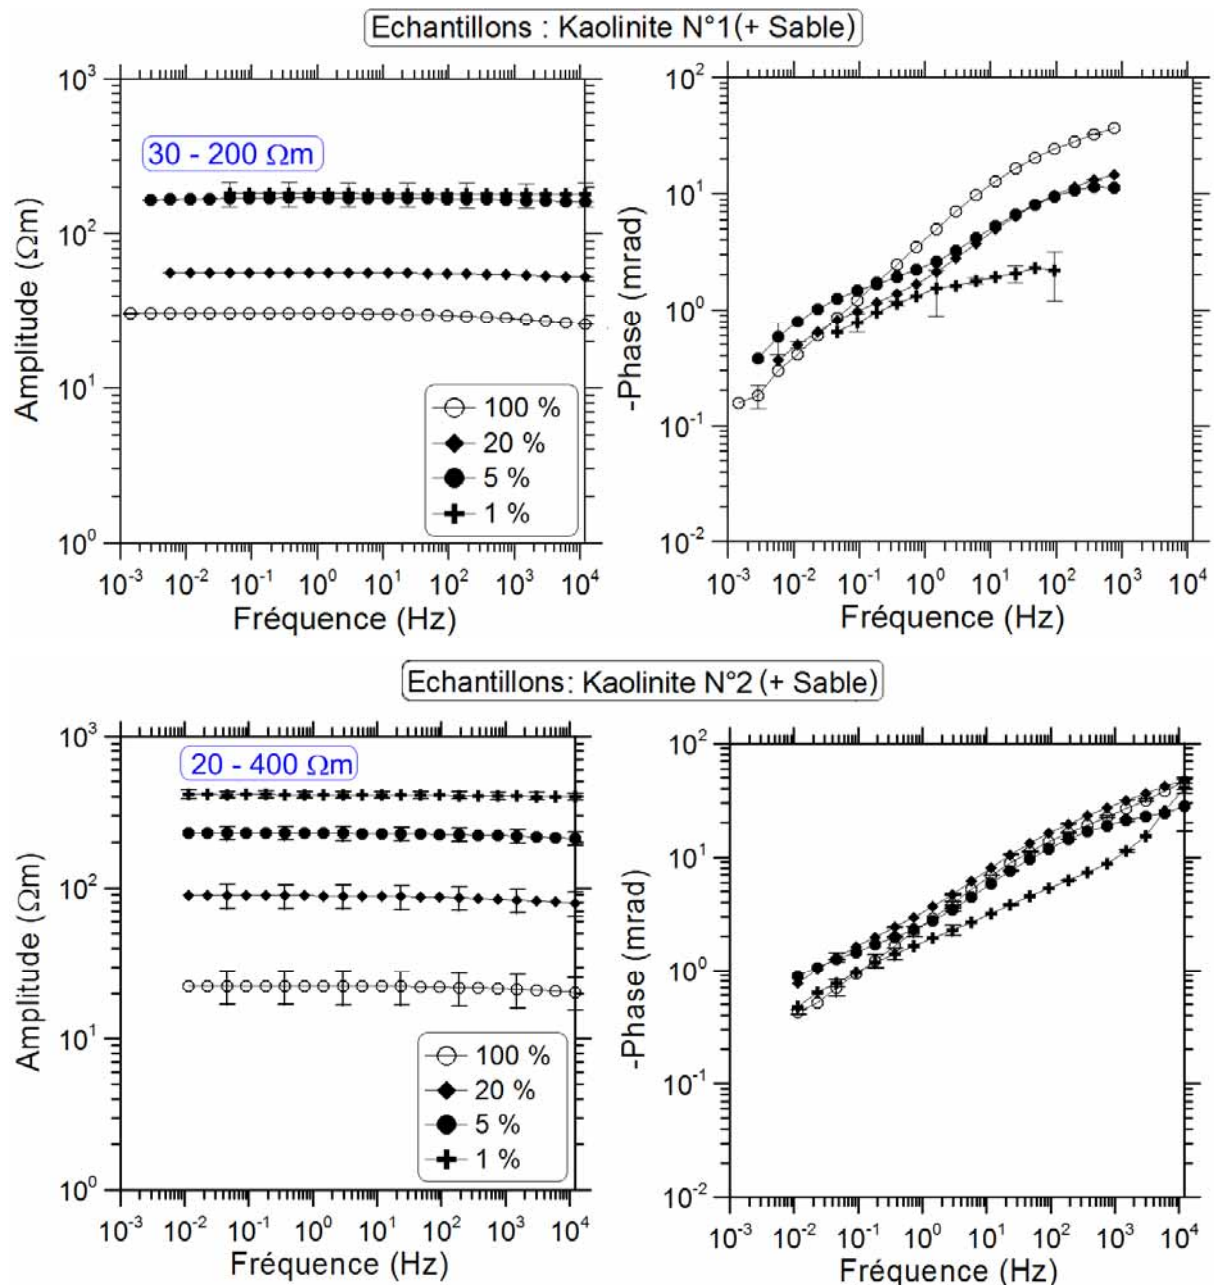 Echantillons : Kaolinite N°1 (+ Sable)
10³
30 - 200 Ωm
10²
Amplitude (Ωm)
10¹
100 %
20 %
5 %
1 %
10⁰
10⁻³ 10⁻² 10⁻¹ 10⁰ 10¹ 10² 10³ 10⁴
Fréquence (Hz)
10²
10¹
-Phase (mrad)
10⁰
10⁻¹
10⁻²
10⁻³ 10⁻² 10⁻¹ 10⁰ 10¹ 10² 10³ 10⁴
Fréquence (Hz)
Echantillons: Kaolinite N°2 (+ Sable)
10³
20 - 400 Ωm
10²
Amplitude (Ωm)
10¹
100 %
20 %
5 %
1 %
10⁰
10⁻³ 10⁻² 10⁻¹ 10⁰ 10¹ 10² 10³ 10⁴
Fréquence (Hz)
10²
10¹
-Phase (mrad)
10⁰
10⁻¹
10⁻²
10⁻³ 10⁻² 10⁻¹ 10⁰ 10¹ 10² 10³ 10⁴
Fréquence (Hz)